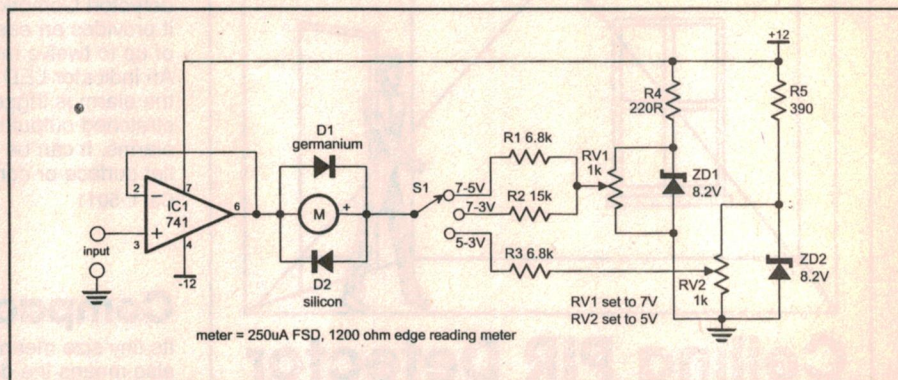 +12
R4
220R
R5
390
D1
germanium
R1 6.8k
RV1
1k
ZD1
8.2V
S1
7-5V
R2 15k
7-3V
5-3V
R3 6.8k
2
7
IC1
741
6
3
4
-12
input
M
+
D2
silicon
RV2
1k
ZD2
8.2V
RV1 set to 7V
RV2 set to 5V
meter = 250uA FSD, 1200 ohm edge reading meter